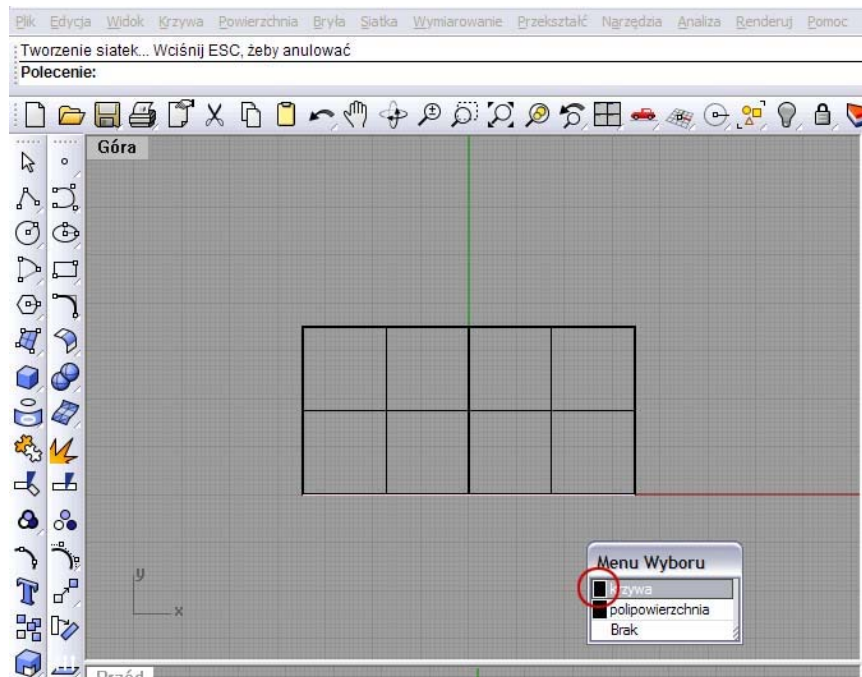 Plik Edycja Widok Krzywa Powierzchnia Bryła Siatka Wymiarowanie Przekształć Narzędzia Analiza Renderuj Pomoc
Tworzenie siatek... Wciśnij ESC, żeby anulować
Polecenie:
Góra
y
x
Menu Wyboru
krzywa
polipowierzchnia
Brak
Przód